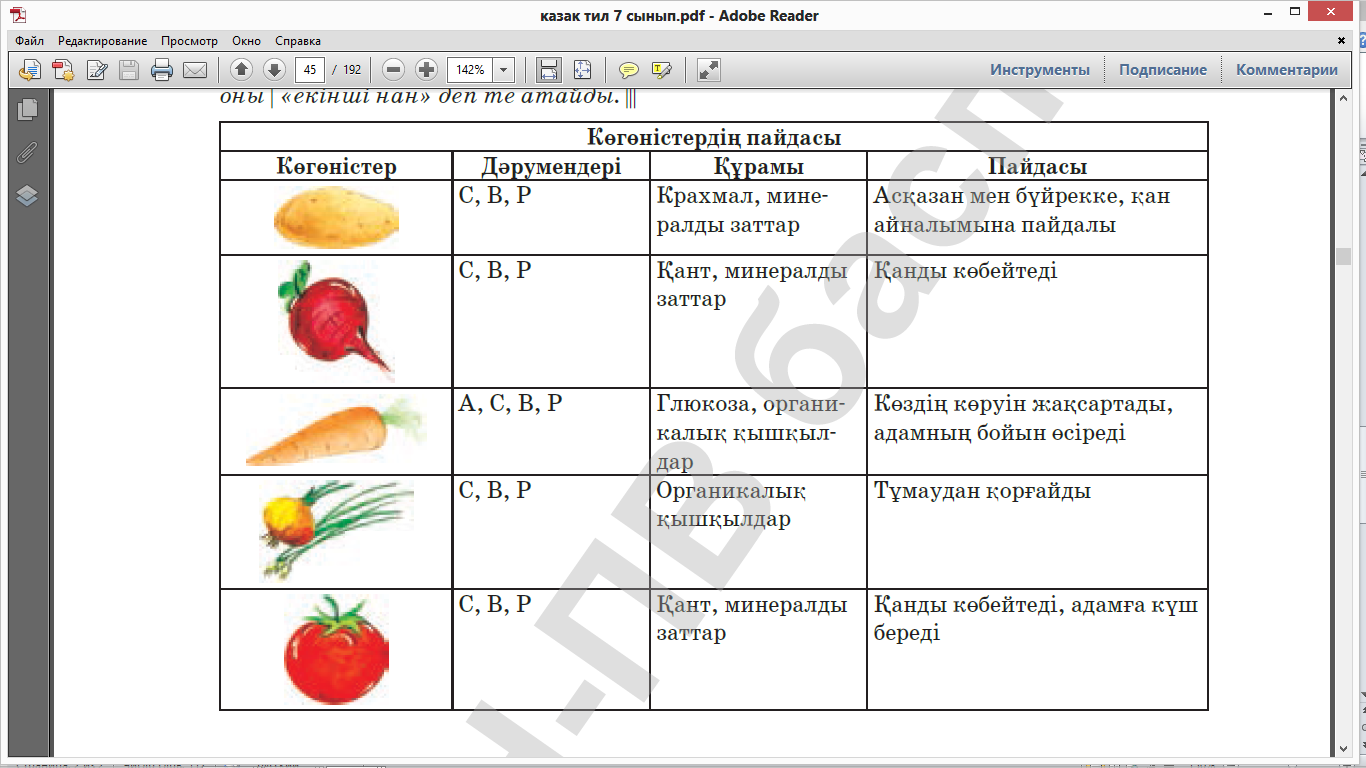 казак тил 7 сынып.pdf - Adobe Reader
Файл Редактирование Просмотр Окно Справка
45 / 192 142% Инструменты Подписание Комментарии
оны | «екінші нан» деп те атайды.
Көгөністердің пайдасы
Көгөністер Дәрумендері Құрамы Пайдасы
С, В, Р Крахмал, мине- Асқазан мен бүйрекке, қан
ралды заттар айналымына пайдалы
С, В, Р Қант, минералды Қанды көбейтеді
заттар
А, С, В, Р Глюкоза, органи- Көздің көруін жақсартады,
калық қышқыл- адамның бойын өсіреді
дар
С, В, Р Органикалық Тұмаудан қорғайды
қышқылдар
С, В, Р Қант, минералды Қанды көбейтеді, адамға күш
заттар береді